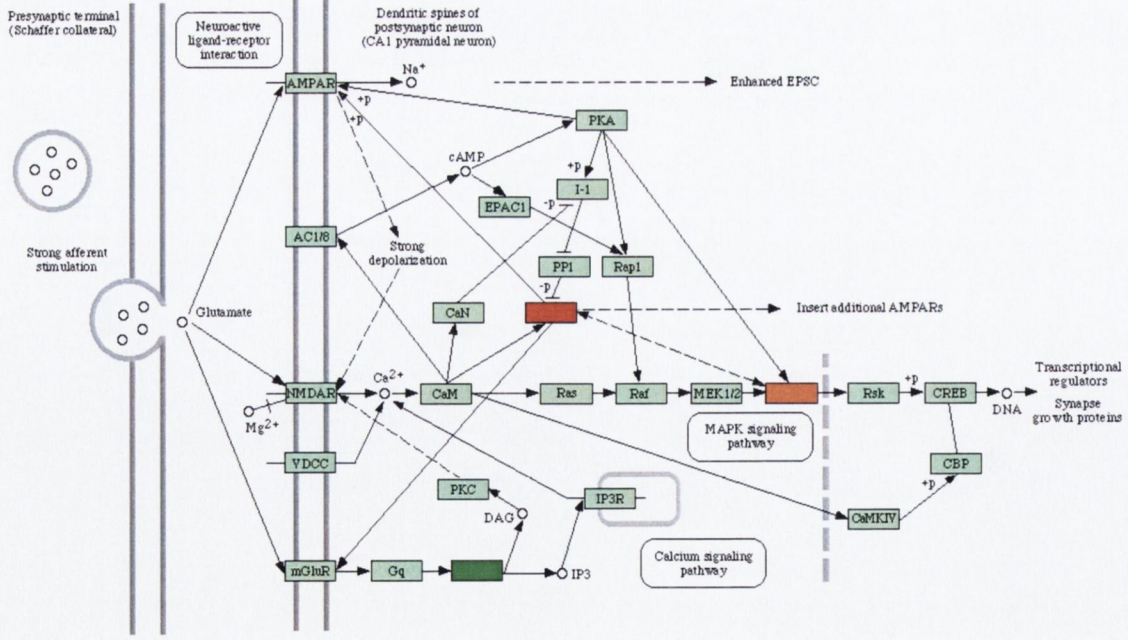 Presynaptic terminal
(Schaffer collateral)
Neuroactive
ligand-receptor
interaction
Dendritic spines of
postsynaptic neuron
(CA1 pyramidal neuron)
AMPAR
Na+
Enhanced EPSC
+p
+p
PKA
cAMP
+p
I-1
-p
EPAC1
AC1/8
Strong
depolarization
Strong afferent
stimulation
PP1
Rap1
-p
Glutamate
CaN
Insert additional AMPARs
NMDAR
Ca2+
CaM
Ras
Raf
MEK1/2
Rsk
+p
CREB
DNA
Transcriptional
regulators
Synapse
growth proteins
Mg2+
MAPK signaling
pathway
VDCC
CBP
+p
PKC
IP3R
DAG
CaMKIV
Calcium signaling
pathway
mGluR
Gq
IP3